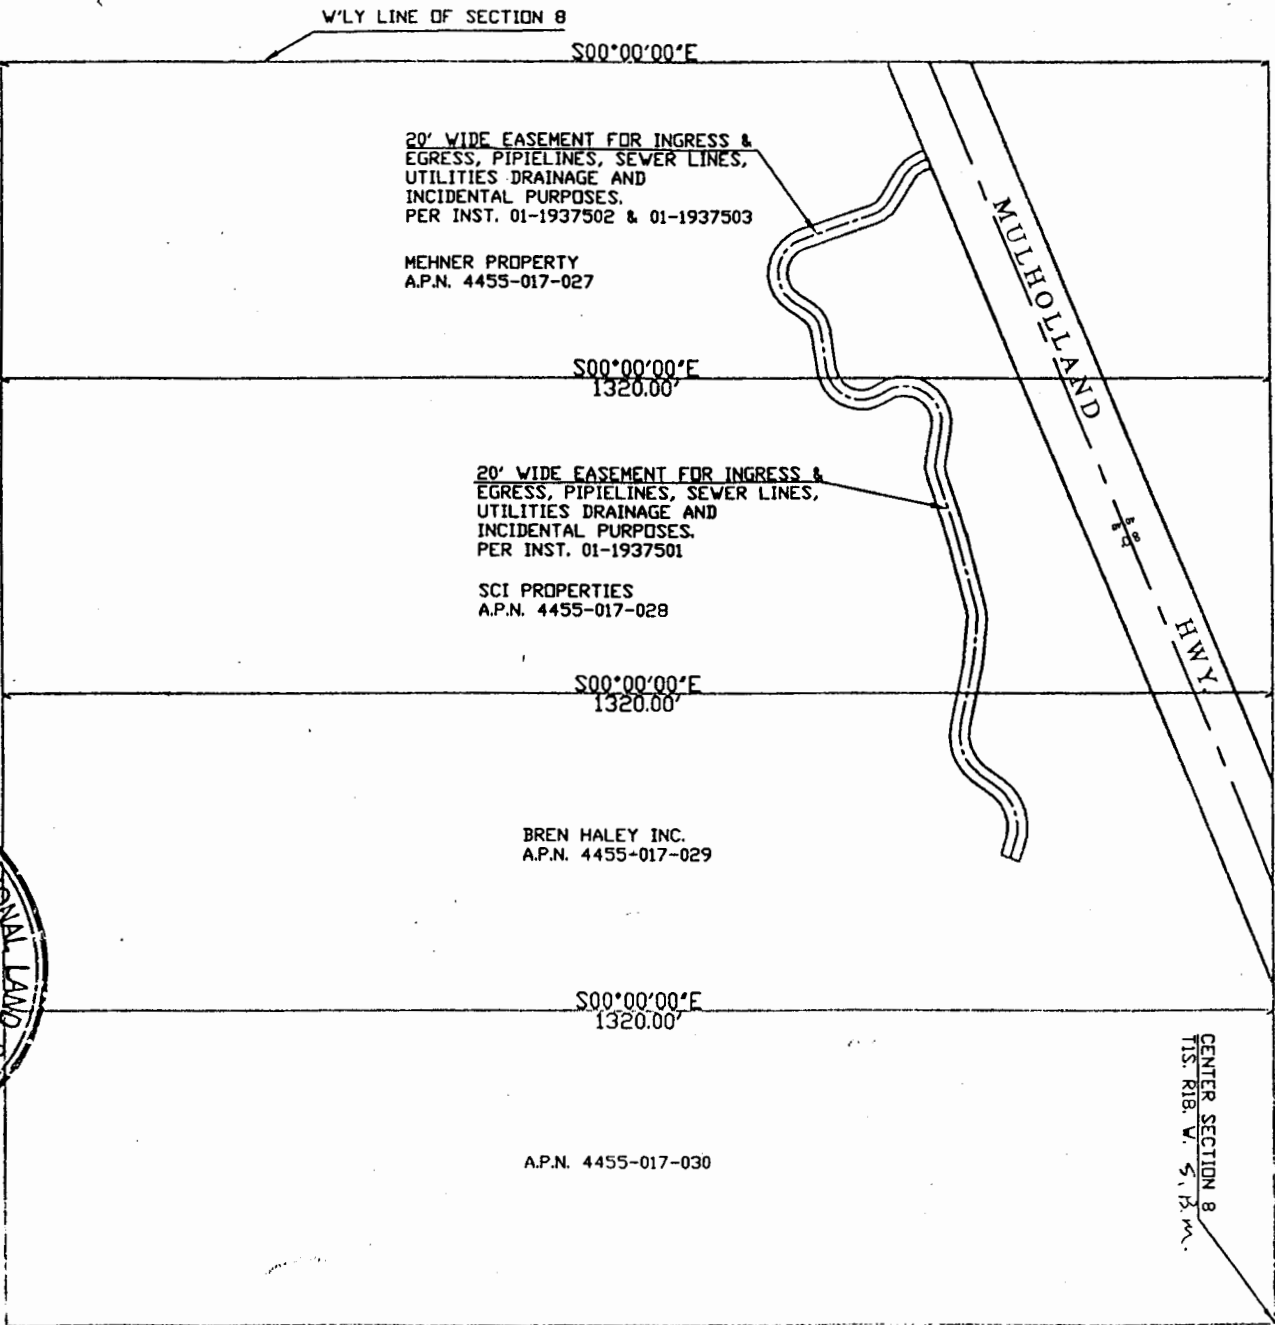 W'LY LINE OF SECTION 8
S00°00'00"E
20' WIDE EASEMENT FOR INGRESS &
EGRESS, PIPIELINES, SEWER LINES,
UTILITIES DRAINAGE AND
INCIDENTAL PURPOSES.
PER INST. 01-1937502 & 01-1937503
MEHNER PROPERTY
A.P.N. 4455-017-027
MULHOLLAND HWY.
S00°00'00"E
1320.00'
20' WIDE EASEMENT FOR INGRESS &
EGRESS, PIPIELINES, SEWER LINES,
UTILITIES DRAINAGE AND
INCIDENTAL PURPOSES.
PER INST. 01-1937501
SCI PROPERTIES
A.P.N. 4455-017-028
S00°00'00"E
1320.00'
BREN HALEY INC.
A.P.N. 4455-017-029
ONAL LAND
S00°00'00"E
1320.00'
CENTER SECTION 8
T1S. R18. W. S.B.M.
A.P.N. 4455-017-030